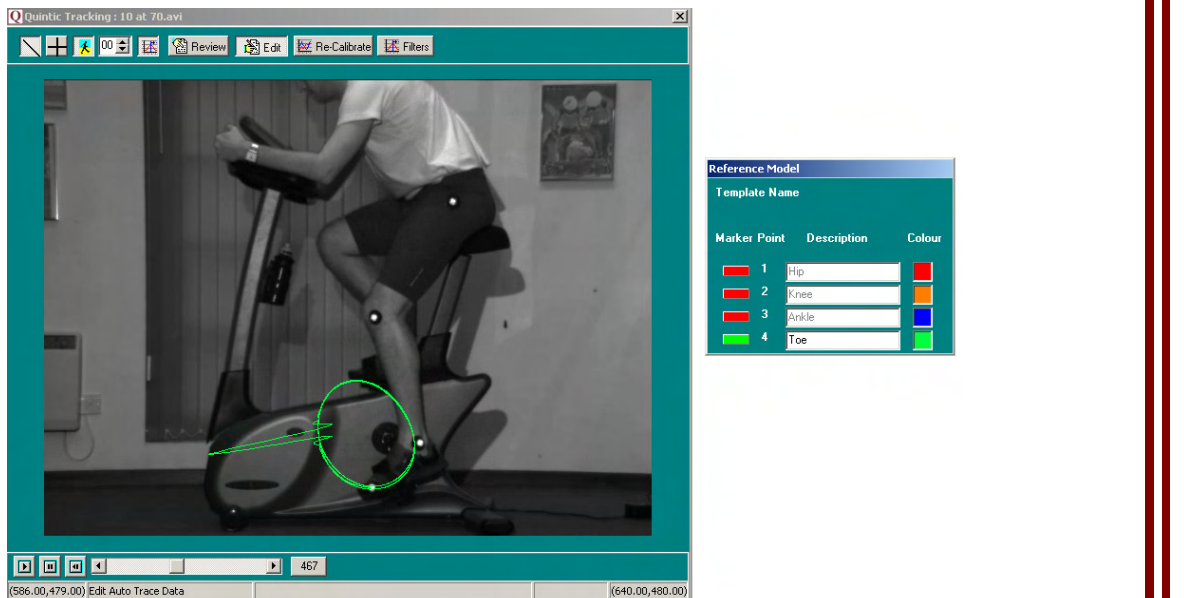 Quintic Tracking : 10 at 70.avi
00 Review Edit Re-Calibrate Filters
Reference Model
Template Name
Marker Point Description Colour
1 Hip
2 Knee
3 Ankle
4 Toe
467
(586.00,479.00) Edit Auto Trace Data (640.00,480.00)